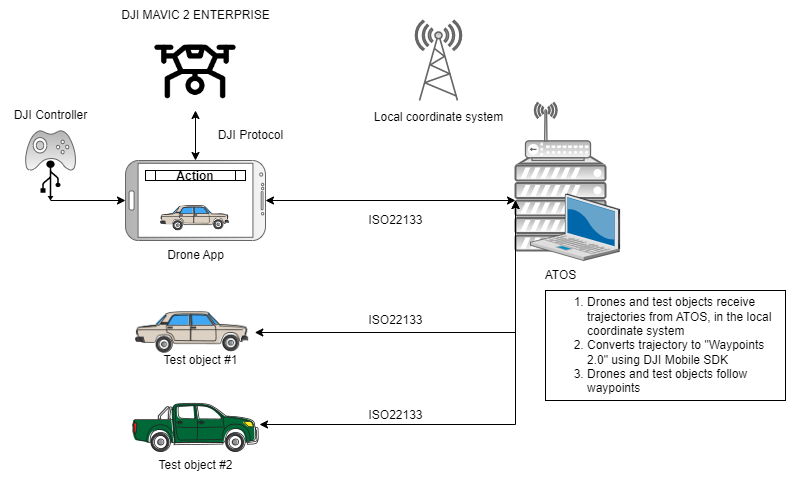 DJI MAVIC 2 ENTERPRISE
DJI Controller
Local coordinate system
DJI Protocol
Action
ISO22133
Drone App
ATOS
1. Drones and test objects receive
trajectories from ATOS, in the local
coordinate system
2. Converts trajectory to "Waypoints
2.0" using DJI Mobile SDK
3. Drones and test objects follow
waypoints
ISO22133
Test object #1
ISO22133
Test object #2